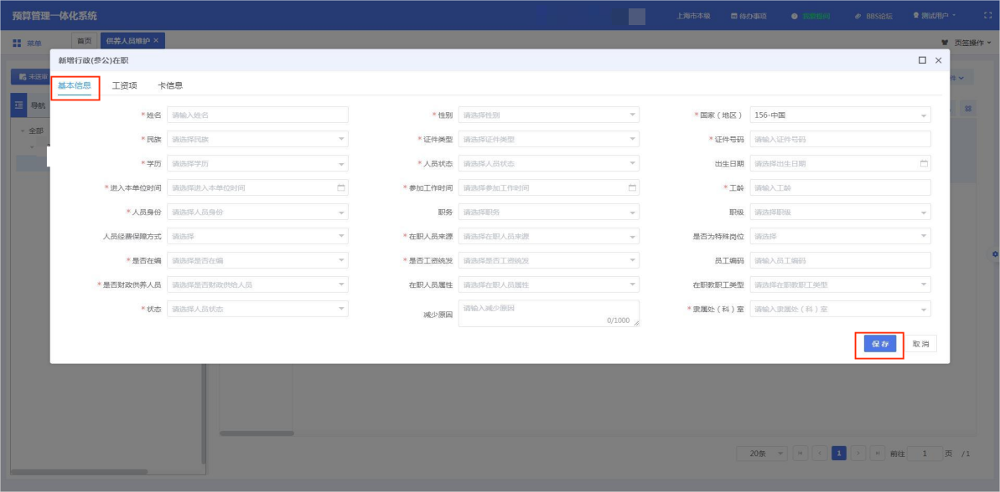 预算管理一体化系统 上海市本级 待办事项 BBS论坛 测试用户
菜单 首页 供养人员维护 × 页签操作
新增行政(参公)在职
未送审
基本信息 工资项 卡信息
导航
*姓名 请输入姓名 *性别 请选择性别 *国家（地区） 156-中国
全部
*民族 请选择民族 *证件类型 请选择证件类型 *证件号码 请输入证件号码
*学历 请选择学历 *人员状态 请选择人员状态 出生日期 请选择出生日期
*进入本单位时间 请选择进入本单位时间 *参加工作时间 请选择参加工作时间 *工龄 请输入工龄
*人员身份 请选择人员身份 职务 请选择职务 职级 请选择职级
人员经费保障方式 请选择 *在职人员来源 请选择在职人员来源 是否为特殊岗位 请选择
*是否在编 请选择是否在编 *是否工资统发 请选择是否工资统发 员工编码 请输入员工编码
*是否财政供养人员 请选择是否财政供给人员 在职人员属性 请选择在职人员属性 在职教职工类型 请选择在职教职工类型
*状态 请选择人员状态 减少原因 请输入减少原因 0/1000 *隶属处（科）室 请输入隶属处（科）室
保存 取消
20条 1 前往 1 页 /1